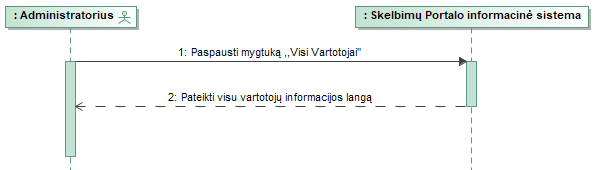 : Administratorius
: Skelbimų Portalo informacinė sistema
1: Paspausti mygtuką ,,Visi Vartotojai"
2: Pateikti visu vartotojų informacijos langą